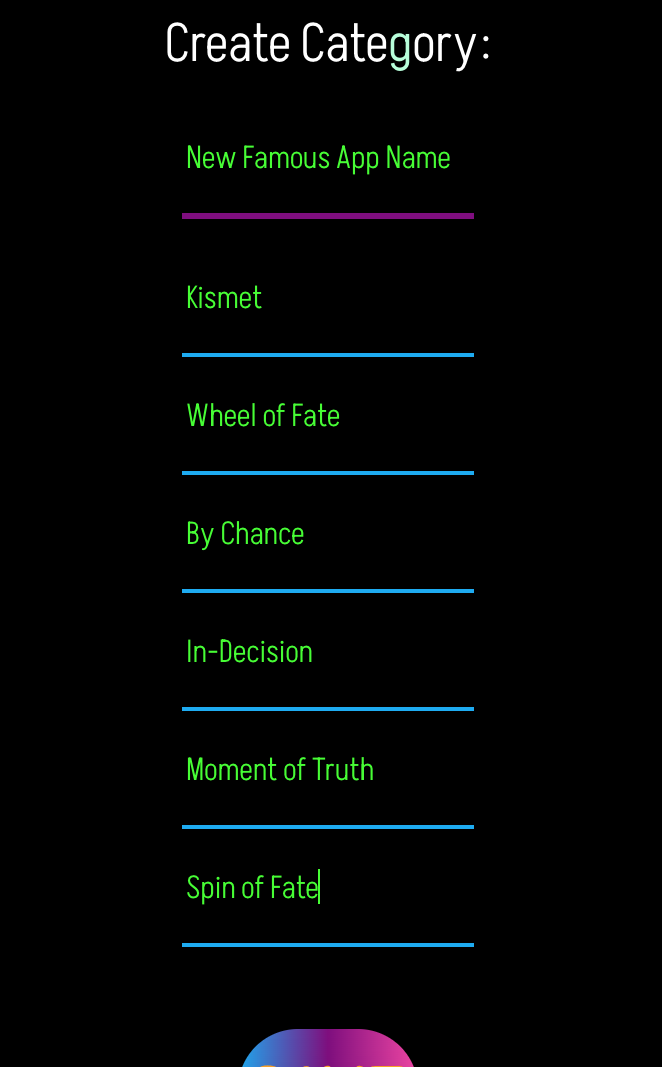 Create Category:
New Famous App Name
Kismet
Wheel of Fate
By Chance
In-Decision
Moment of Truth
Spin of Fate